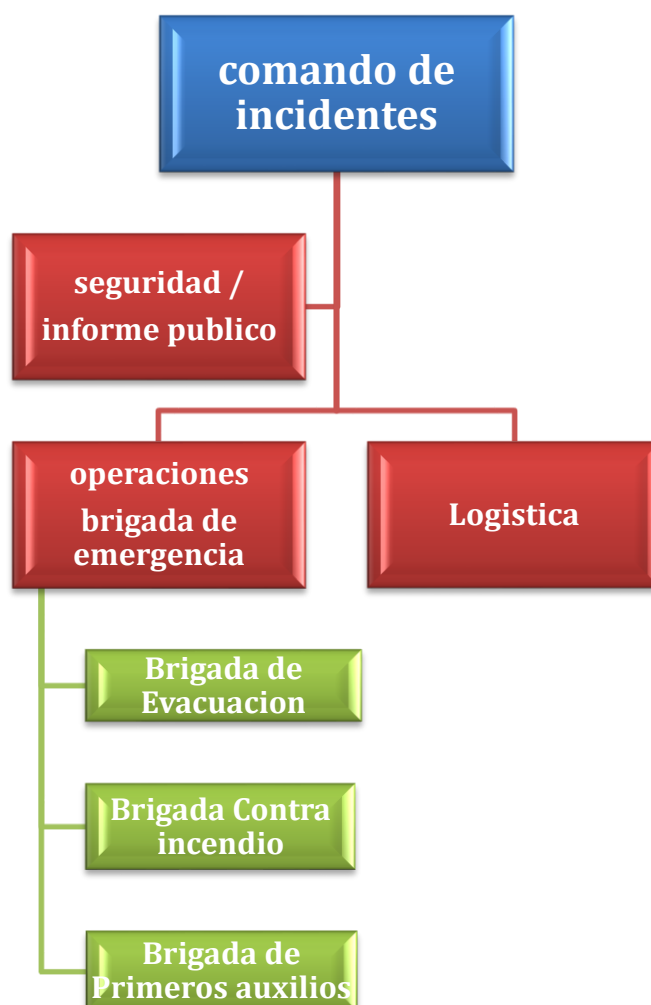 comando de
incidentes
seguridad /
informe publico
operaciones
brigada de
emergencia
Logistica
Brigada de
Evacuacion
Brigada Contra
incendio
Brigada de
Primeros auxilios